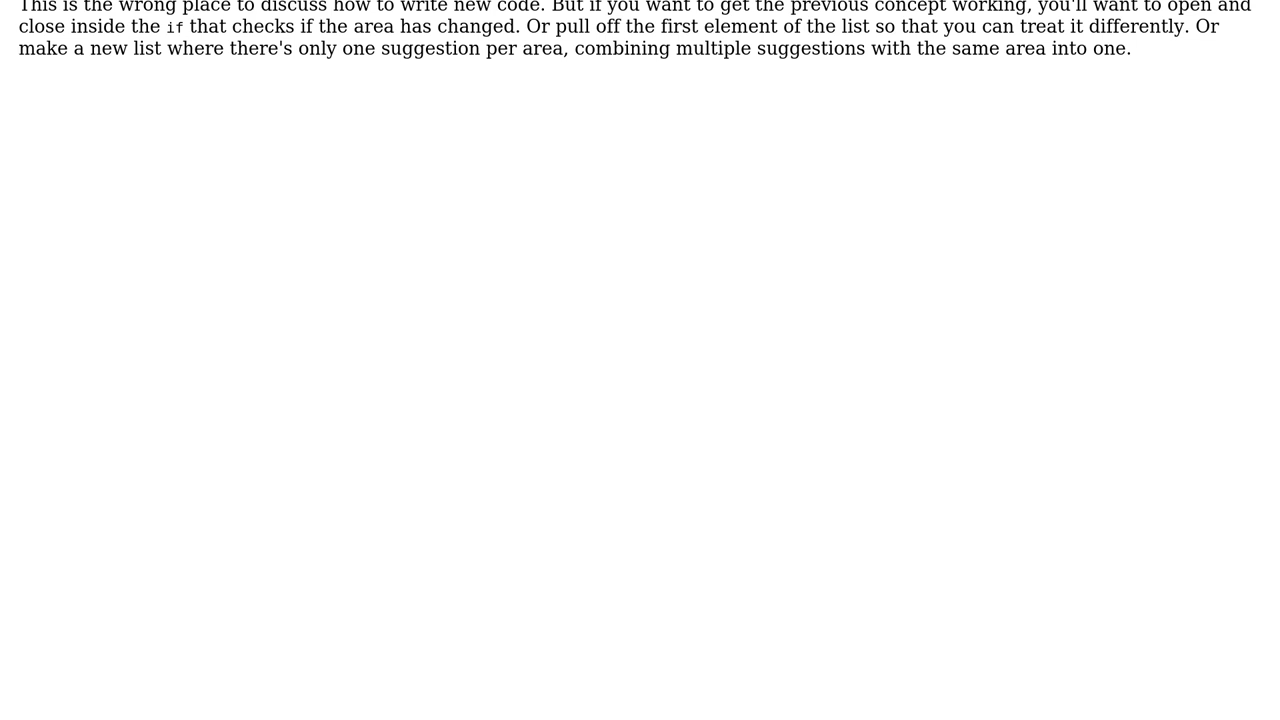 This is the wrong place to discuss how to write new code. But if you want to get the previous concept working, you'll want to open and
close inside the if that checks if the area has changed. Or pull off the first element of the list so that you can treat it differently. Or
make a new list where there's only one suggestion per area, combining multiple suggestions with the same area into one.